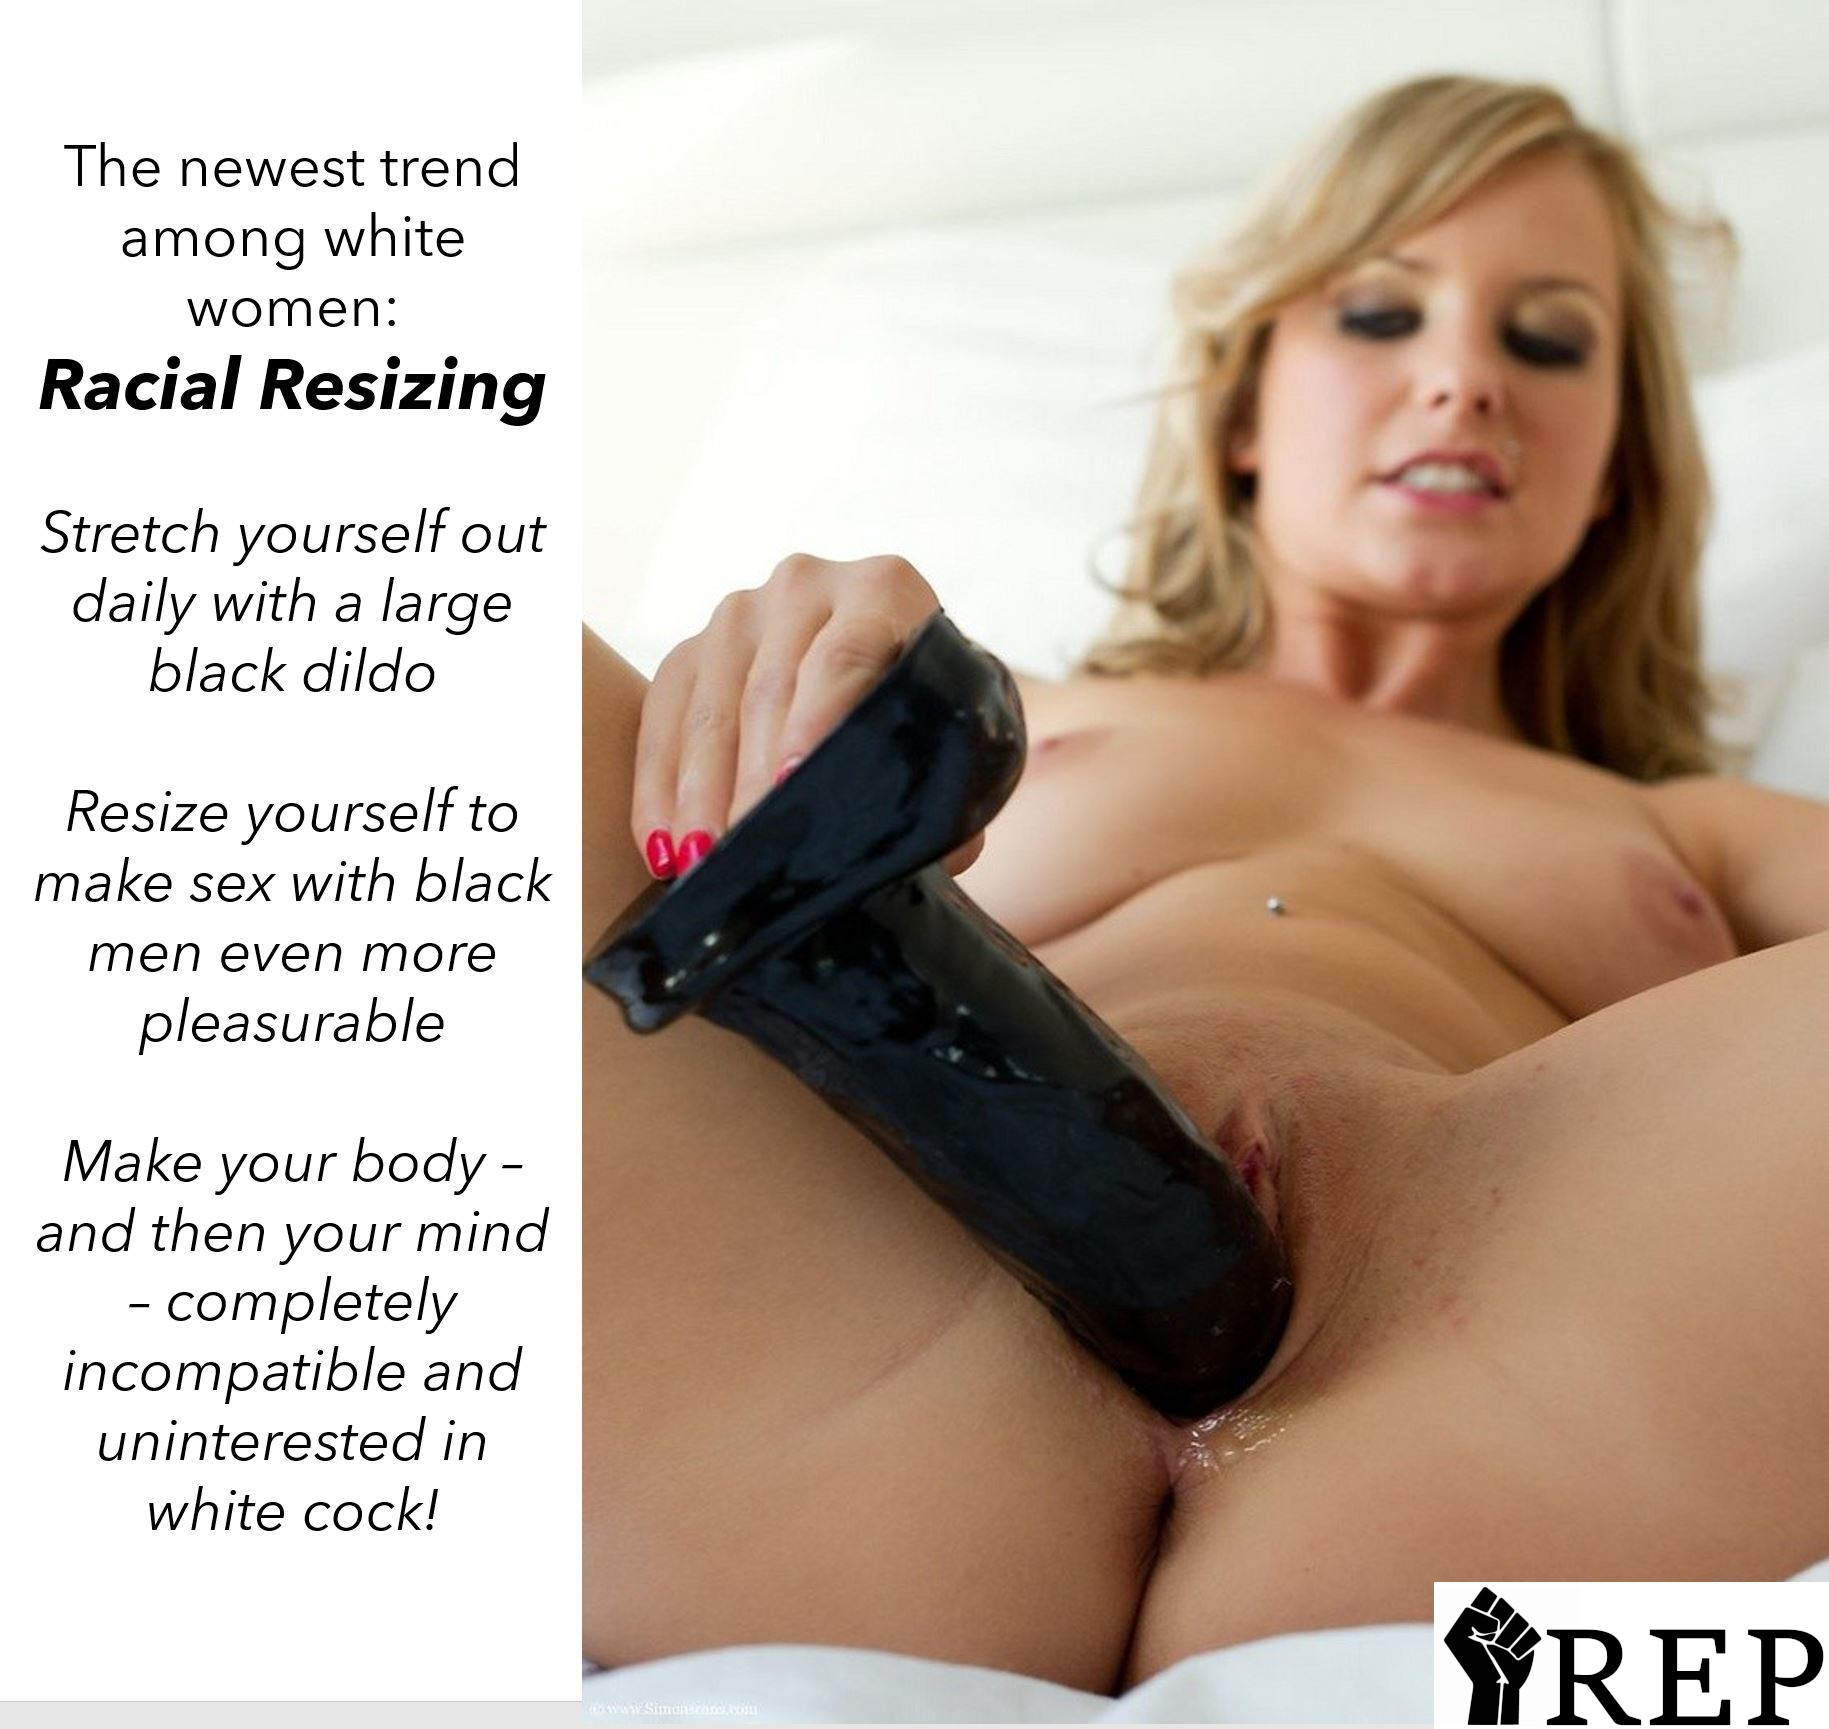 The newest trend
among white
women:
Racial Resizing
Stretch yourself out
daily with a large
black dildo
Resize yourself to
make sex with black
men even more
pleasurable
Make your body –
and then your mind
– completely
incompatible and
uninterested in
white cock!
REP